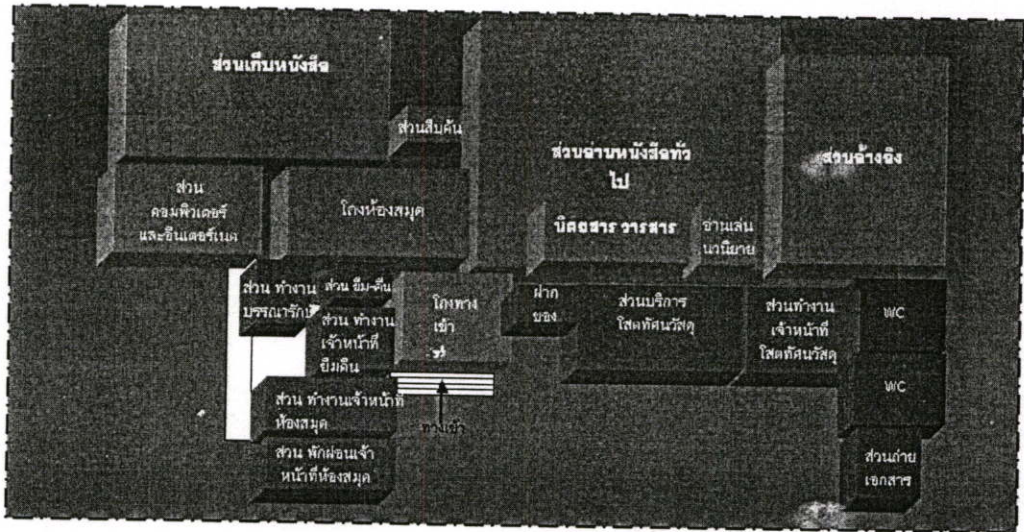 ส่วนเก็บหนังสือ
ส่วนสืบค้น
ส่วนอ่านหนังสือทั่ว
ไป
ส่วนอ้างอิง
ส่วน
คอมพิวเตอร์
และอินเตอร์เนต
โถงห้องสมุด
นิตยสาร วารสาร
อ่านเล่น
นวนิยาย
ส่วน ทำงาน
บรรณารักษ์
ส่วน ยืม-คืน
โถงทาง
เข้า
ฝาก
ของ
ส่วนบริการ
โสตทัศนวัสดุ
ส่วนทำงาน
เจ้าหน้าที่
โสตทัศนวัสดุ
WC
ส่วน ทำงาน
เจ้าหน้าที่
ยืมคืน
WC
ส่วน ทำงานเจ้าหน้าที่
ห้องสมุด
ทางเข้า
ส่วน พักผ่อนเจ้า
หน้าที่ห้องสมุด
ส่วนถ่าย
เอกสาร